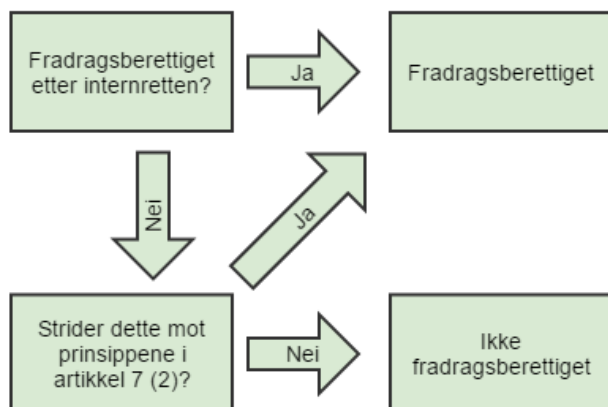 Fradragsberettiget
etter internretten?
Ja
Fradragsberettiget
Nei
Ja
Strider dette mot
prinsippene i
artikkel 7 (2)?
Nei
Ikke
fradragsberettiget